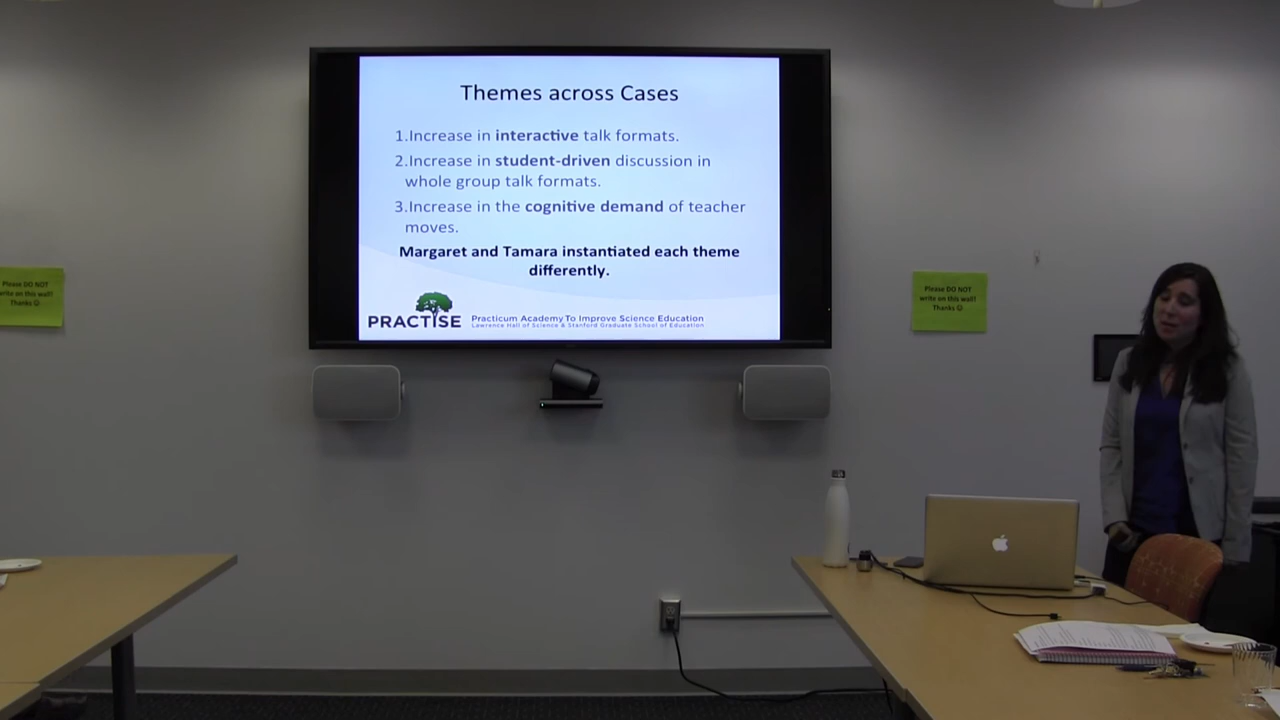 Themes across Cases
1.Increase in interactive talk formats.
2.Increase in student-driven discussion in
whole group talk formats.
3.Increase in the cognitive demand of teacher
moves.
Margaret and Tamara instantiated each theme
differently.
PRACTISE
Practicum Academy To Improve Science Education
Lawrence Hall of Science & Stanford Graduate School of Education
Please DO NOT
write on this wall!
Thanks ☺
Please DO NOT
write on this wall!
Thanks ☺